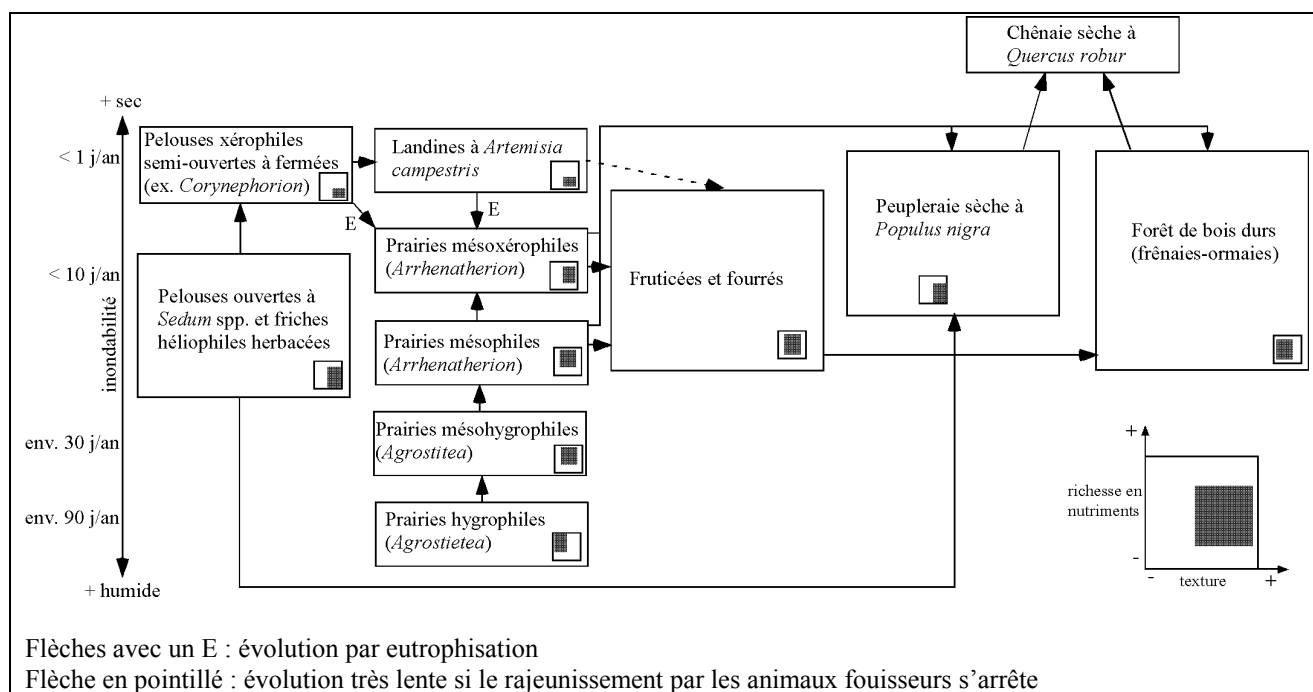 Chênaie sèche à
Quercus robur
+ sec
< 1 j/an
< 10 j/an
inondabilité
env. 30 j/an
env. 90 j/an
+ humide
Pelouses xérophiles
semi-ouvertes à fermées
(ex. Corynephorion)
Landines à Artemisia
campestris
E
E
Pelouses ouvertes à
Sedum spp. et friches
héliophiles herbacées
Prairies mésoxérophiles
(Arrhenatherion)
Prairies mésophiles
(Arrhenatherion)
Prairies mésohygrophiles
(Agrostitea)
Prairies hygrophiles
(Agrostietea)
Fruticées et fourrés
Peupleraie sèche à
Populus nigra
Forêt de bois durs
(frênaies-ormaies)
+
richesse en
nutriments
-
- texture +
Flèches avec un E : évolution par eutrophisation
Flèche en pointillé : évolution très lente si le rajeunissement par les animaux fouisseurs s’arrête